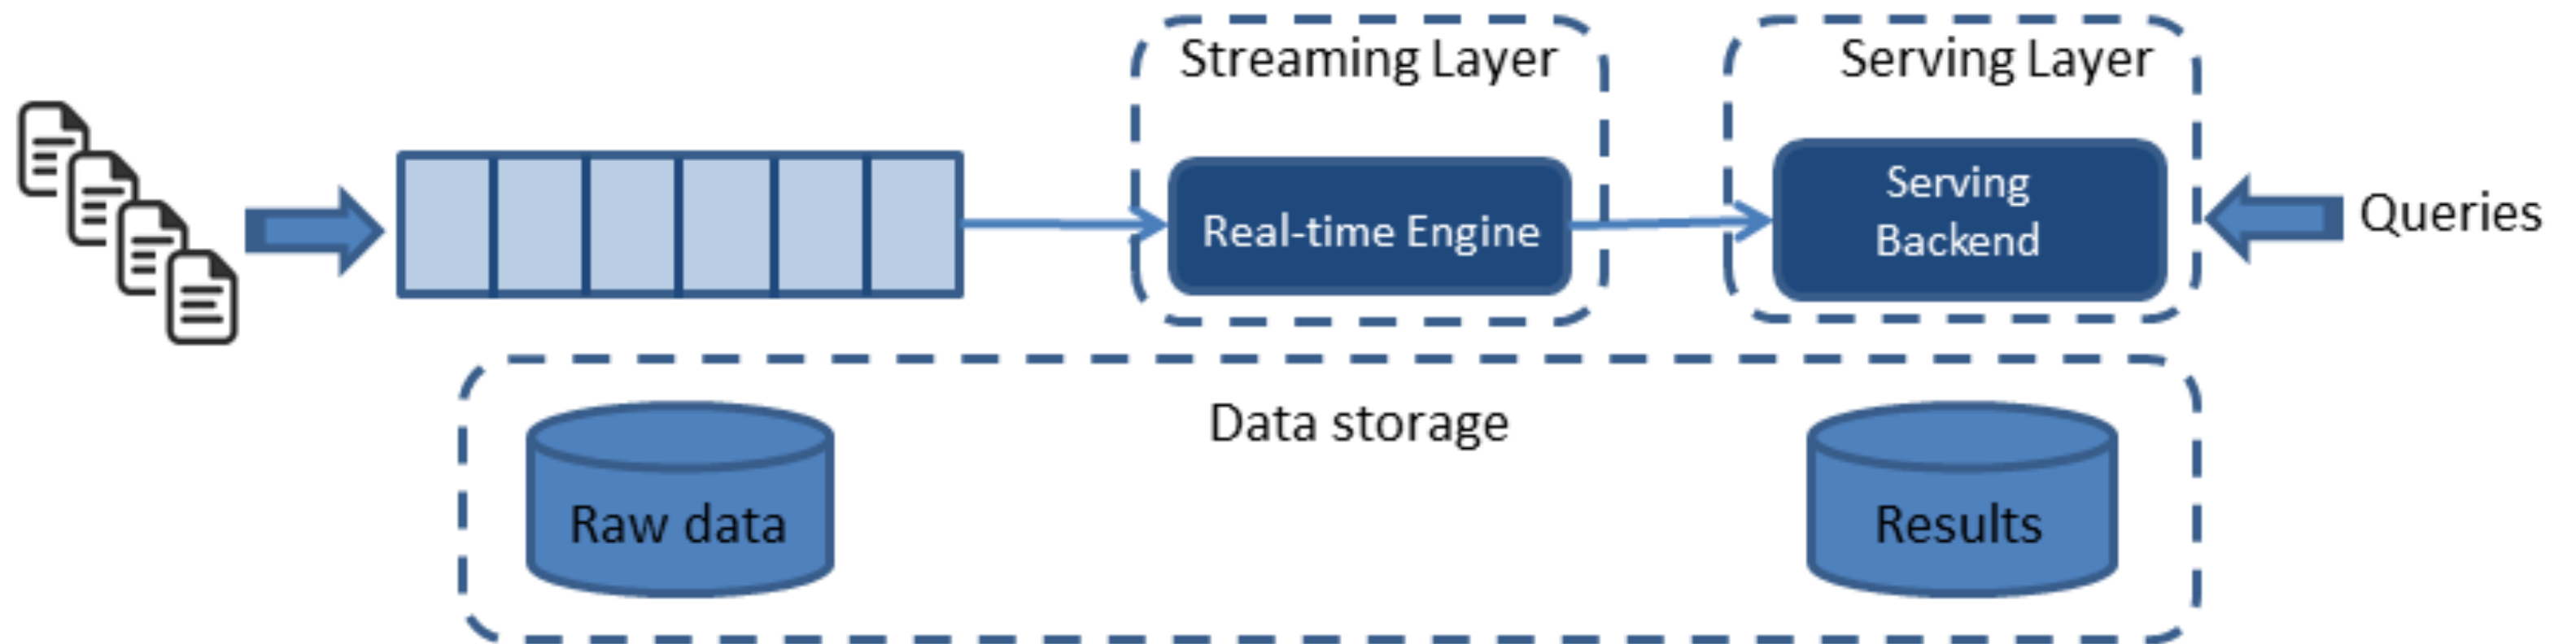 Streaming Layer
Serving Layer
Real-time Engine
Serving
Backend
Queries
Data storage
Raw data
Results